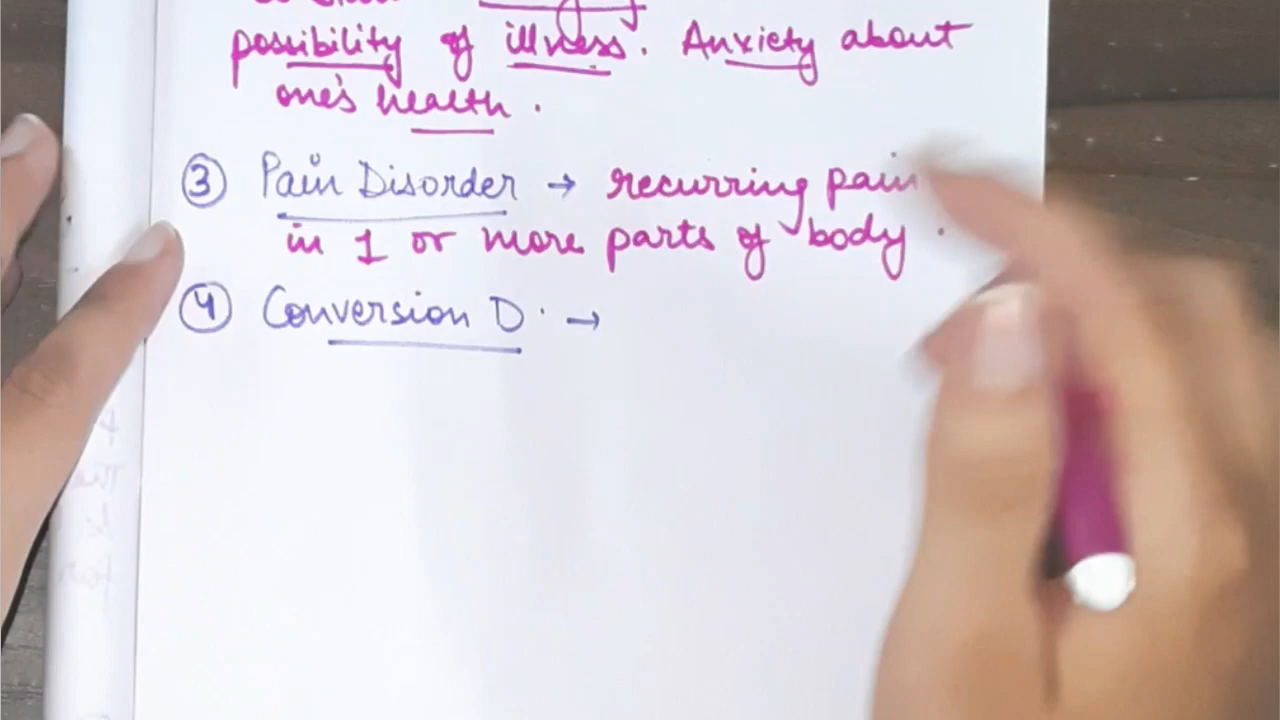 possibility of illness. Anxiety about
one's health.
③ Pain Disorder → recurring pain
in 1 or more parts of body.
④ Conversion D. →